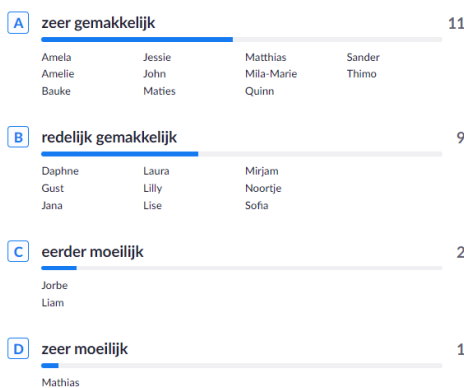 A zeer gemakkelijk 11
Amela Jessie Matthias Sander
Amelie John Mila-Marie Thimo
Bauke Maties Quinn
B redelijk gemakkelijk 9
Daphne Laura Mirjam
Gust Lilly Noortje
Jana Lise Sofia
C eerder moeilijk 2
Jorbe
Liam
D zeer moeilijk 1
Mathias